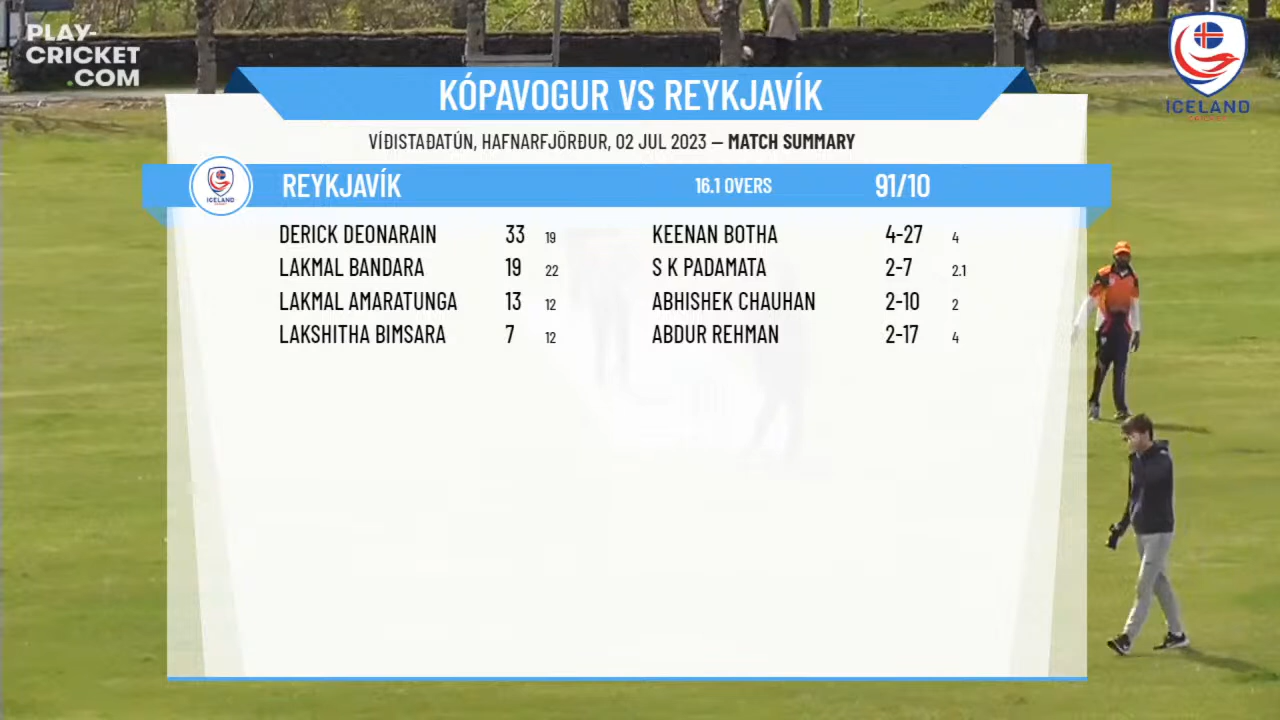 PLAY-
CRICKET
.COM
ICELAND
CRICKET
KÓPAVOGUR VS REYKJAVÍK
VÍÐISTAÐATÚN, HAFNARFJÖRÐUR, 02 JUL 2023 – MATCH SUMMARY
ICELAND
REYKJAVÍK 16.1 OVERS 91/10
DERICK DEONARAIN 33 19 KEENAN BOTHA 4-27 4
LAKMAL BANDARA 19 22 S K PADAMATA 2-7 2.1
LAKMAL AMARATUNGA 13 12 ABHISHEK CHAUHAN 2-10 2
LAKSHITHA BIMSARA 7 12 ABDUR REHMAN 2-17 4